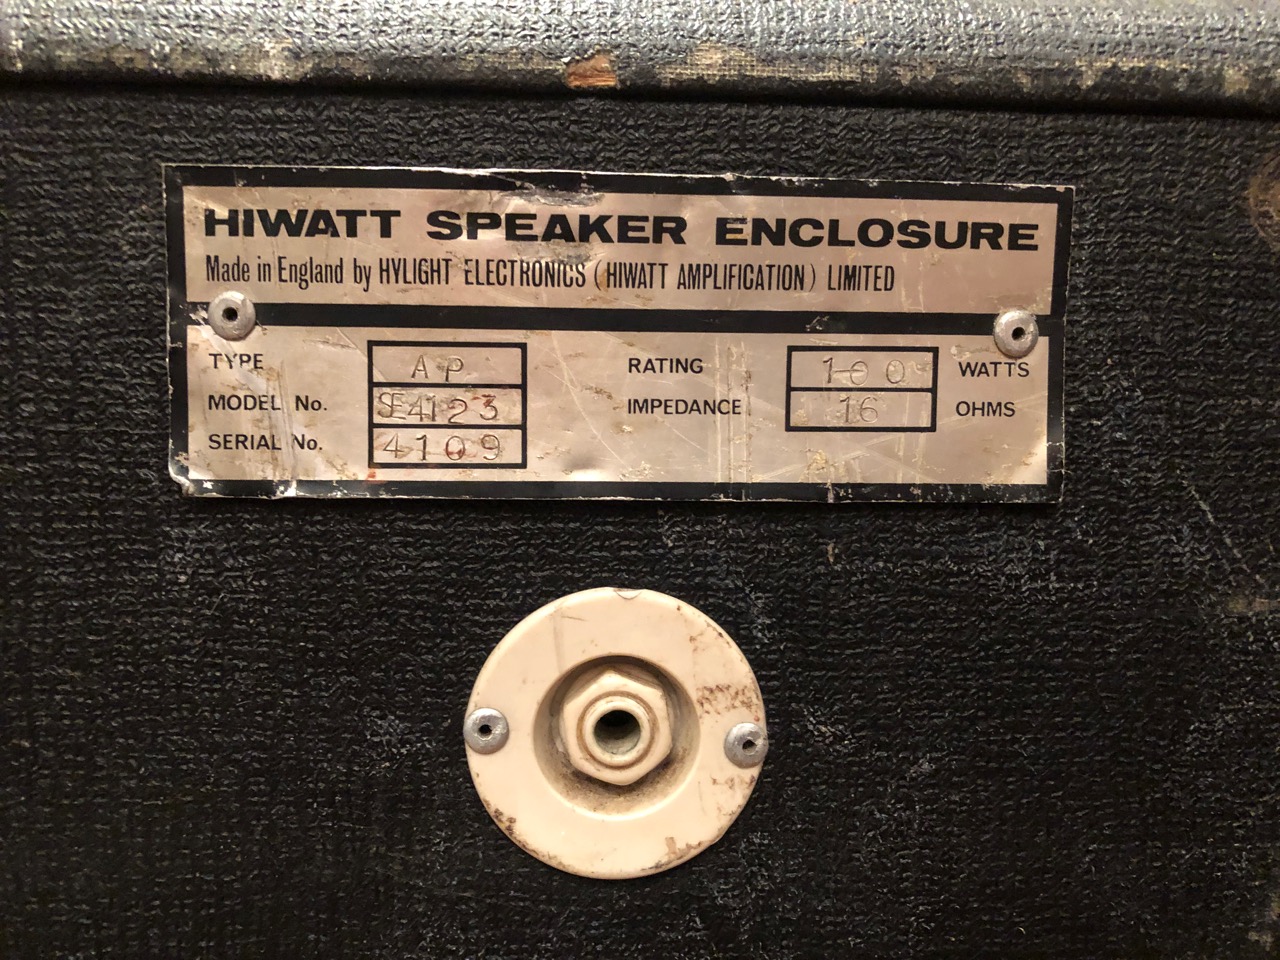 HIWATT SPEAKER ENCLOSURE
Made in England by HYLIGHT ELECTRONICS (HIWATT AMPLIFICATION) LIMITED
TYPE AP RATING 100 WATTS
MODEL No. SE4123 IMPEDANCE 16 OHMS
SERIAL No. 4109